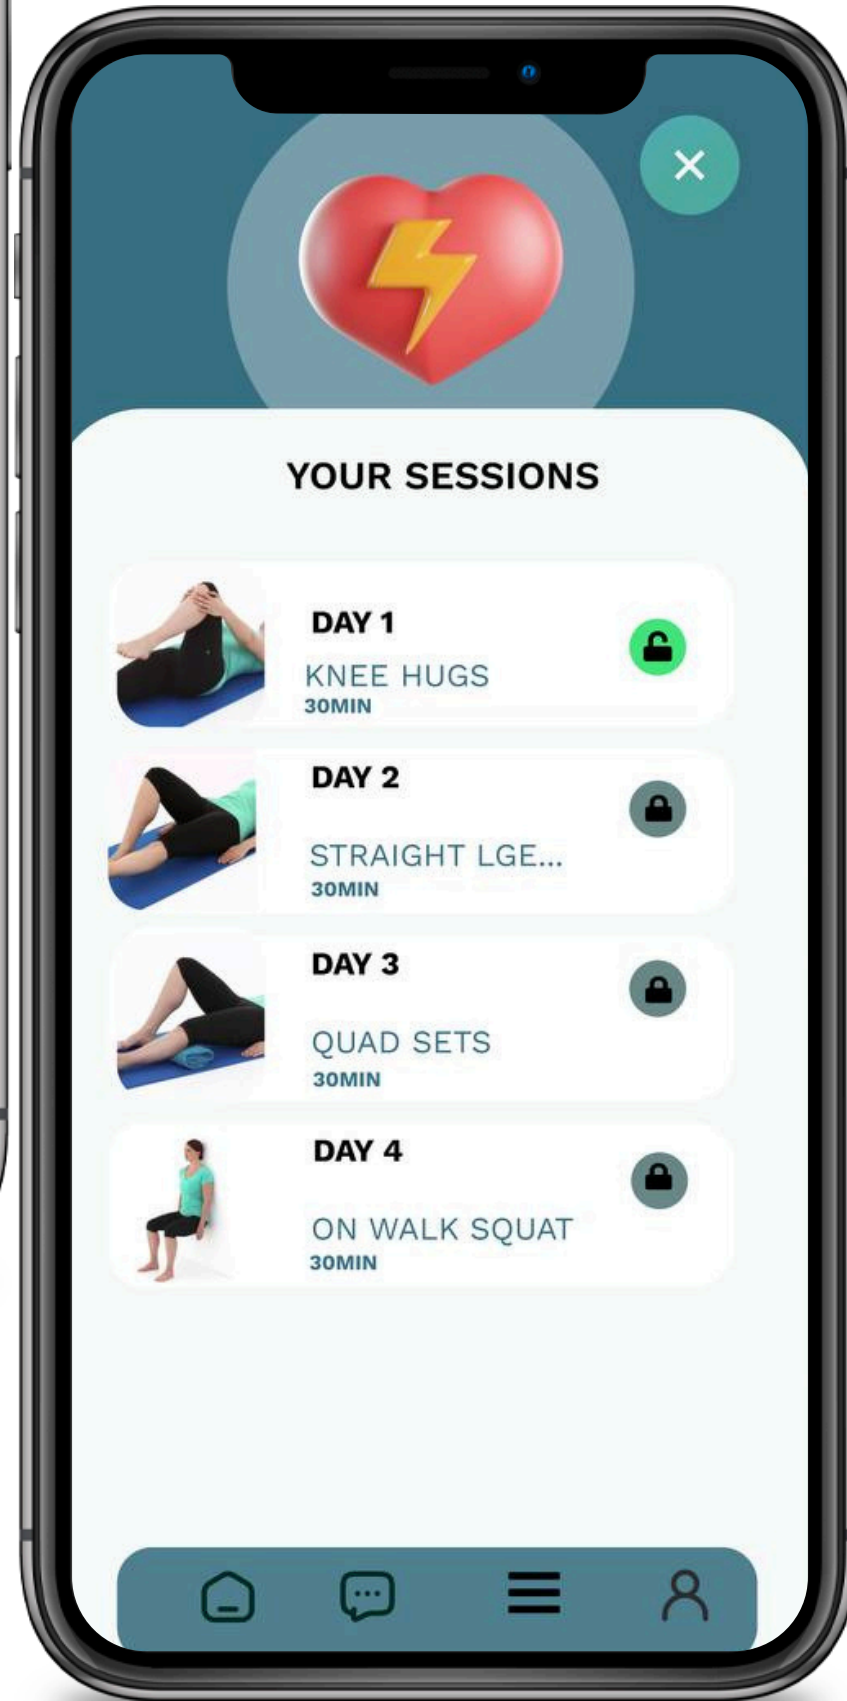 YOUR SESSIONS
DAY 1
KNEE HUGS
30MIN
DAY 2
STRAIGHT LGE...
30MIN
DAY 3
QUAD SETS
30MIN
DAY 4
ON WALK SQUAT
30MIN